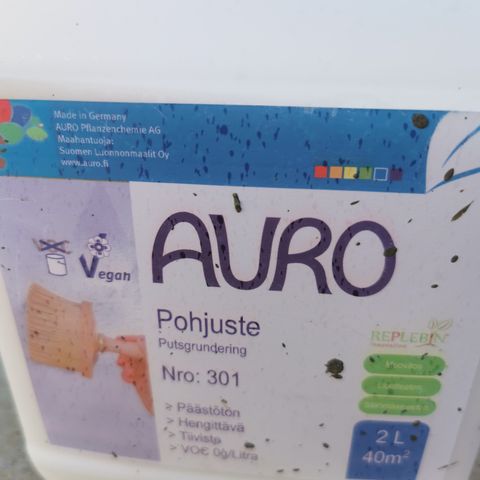 Made in Germany
AURO Pflanzenchemie AG
Maahantuoja:
Suomen Luonnonmaalit Oy
www.auro.fi
Vegan
AURO
Pohjuste
Putsgrundering
Nro: 301
REPLEBIN
> Päästötön
> Hengittävä
> Tiivistä
> VOC 0g/Litra
2 L
40m²